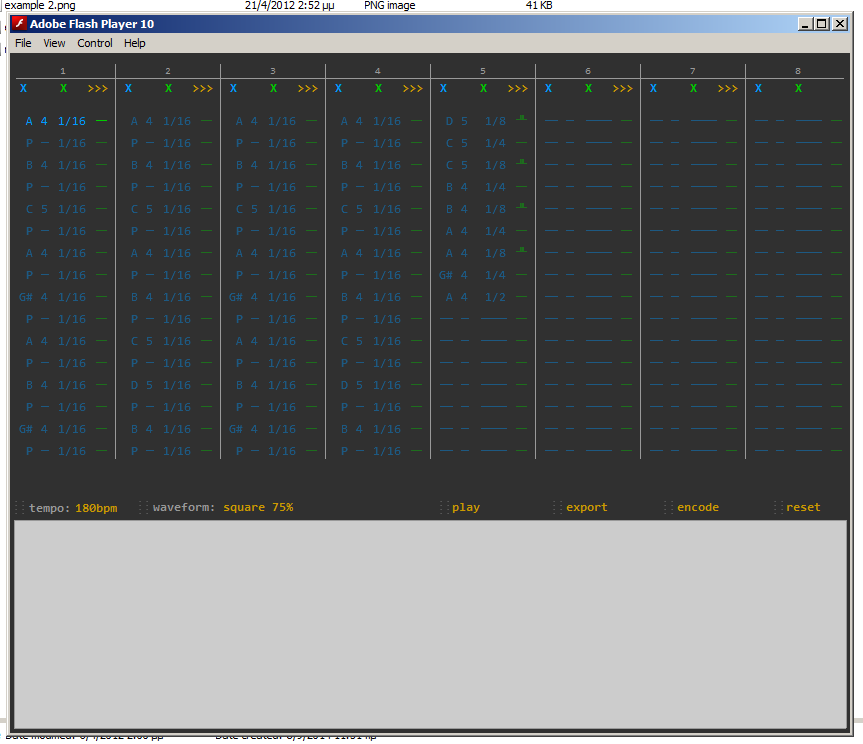 example 2.png 21/4/2012 2:52 μμ PNG image 41 KB
Adobe Flash Player 10
File View Control Help
1 2 3 4 5 6 7 8
X X >>> X X >>> X X >>> X X >>> X X >>> X X >>> X X >>> X X
A 4 1/16 — A 4 1/16 — A 4 1/16 — A 4 1/16 — D 5 1/8 — — — — — — — — — — — — —
P — 1/16 — P — 1/16 — P — 1/16 — P — 1/16 — C 5 1/4 — — — — — — — — — — — — —
B 4 1/16 — B 4 1/16 — B 4 1/16 — B 4 1/16 — C 5 1/8 — — — — — — — — — — — — —
P — 1/16 — P — 1/16 — P — 1/16 — P — 1/16 — B 4 1/4 — — — — — — — — — — — — —
C 5 1/16 — C 5 1/16 — C 5 1/16 — C 5 1/16 — B 4 1/8 — — — — — — — — — — — — —
P — 1/16 — P — 1/16 — P — 1/16 — P — 1/16 — A 4 1/4 — — — — — — — — — — — — —
A 4 1/16 — A 4 1/16 — A 4 1/16 — A 4 1/16 — A 4 1/8 — — — — — — — — — — — — —
P — 1/16 — P — 1/16 — P — 1/16 — P — 1/16 — G# 4 1/4 — — — — — — — — — — — — —
G# 4 1/16 — B 4 1/16 — G# 4 1/16 — B 4 1/16 — A 4 1/2 — — — — — — — — — — — — —
P — 1/16 — P — 1/16 — P — 1/16 — P — 1/16 — — — — — — — — — — — — — — — — —
A 4 1/16 — C 5 1/16 — A 4 1/16 — C 5 1/16 — — — — — — — — — — — — — — — — —
P — 1/16 — P — 1/16 — P — 1/16 — P — 1/16 — — — — — — — — — — — — — — — — —
B 4 1/16 — D 5 1/16 — B 4 1/16 — D 5 1/16 — — — — — — — — — — — — — — — — —
P — 1/16 — P — 1/16 — P — 1/16 — P — 1/16 — — — — — — — — — — — — — — — — —
G# 4 1/16 — B 4 1/16 — G# 4 1/16 — B 4 1/16 — — — — — — — — — — — — — — — — —
P — 1/16 — P — 1/16 — P — 1/16 — P — 1/16 — — — — — — — — — — — — — — — — —
tempo: 180bpm waveform: square 75% play export encode reset